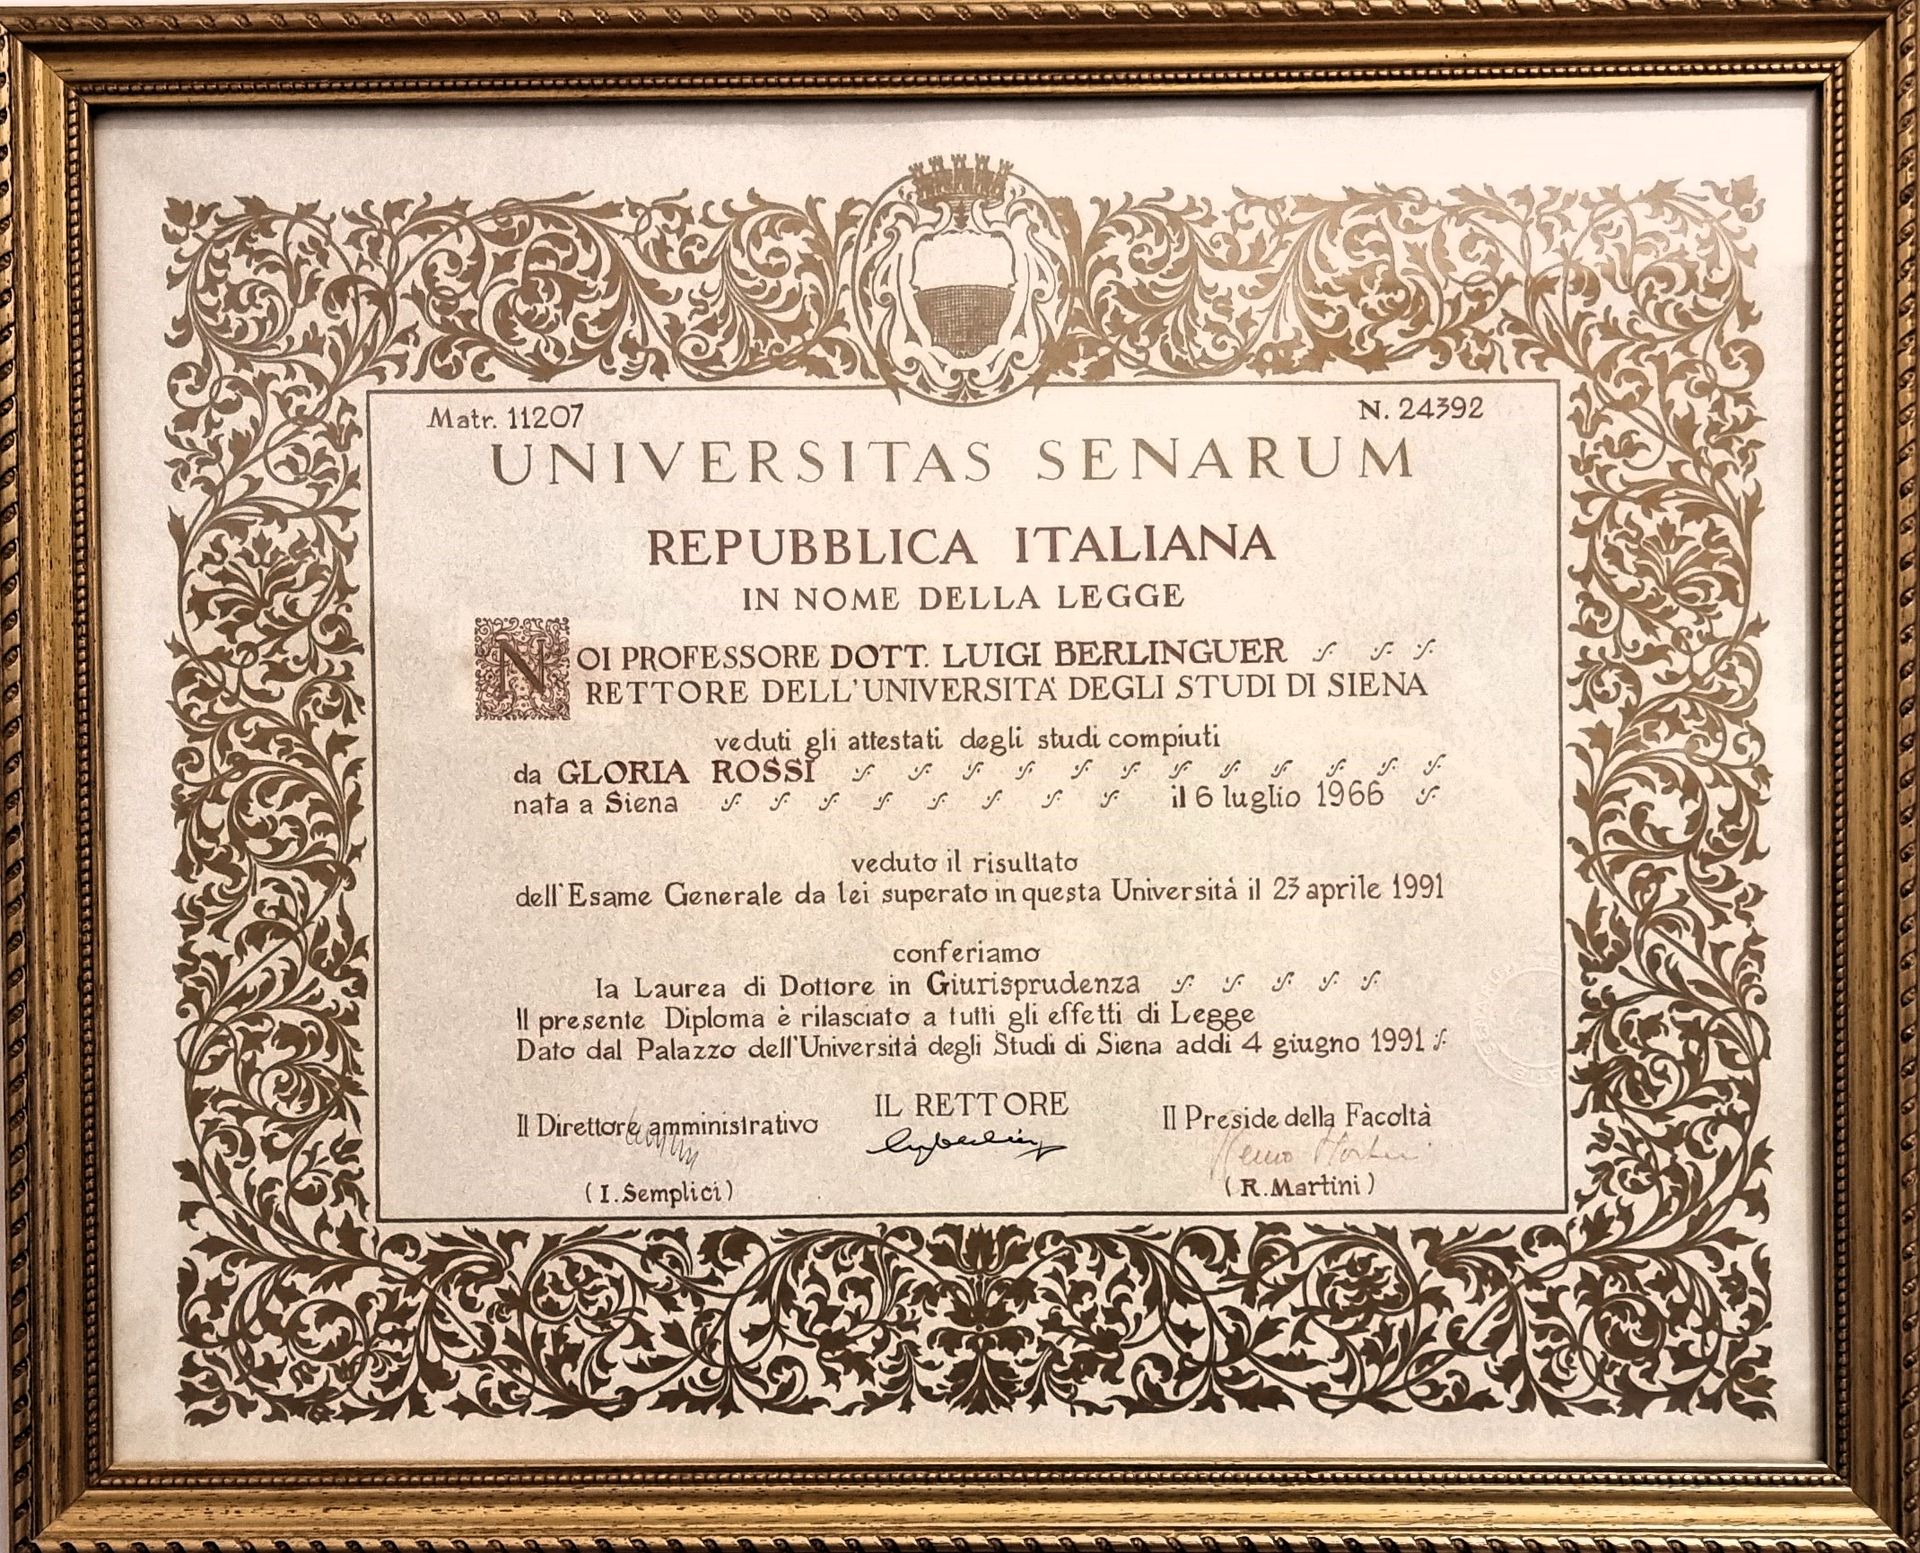 Matr. 11207
N. 24392
UNIVERSITAS SENARUM
REPUBBLICA ITALIANA
IN NOME DELLA LEGGE
NOI PROFESSORE DOTT. LUIGI BERLINGUER
RETTORE DELL'UNIVERSITA' DEGLI STUDI DI SIENA
veduti gli attestati degli studi compiuti
da GLORIA ROSSI
nata a Siena il 6 luglio 1966
veduto il risultato
dell'Esame Generale da lei superato in questa Università il 23 aprile 1991
conferiamo
la Laurea di Dottore in Giurisprudenza
Il presente Diploma è rilasciato a tutti gli effetti di Legge
Dato dal Palazzo dell'Università degli Studi di Siena addì 4 giugno 1991
Il Direttore amministrativo
IL RETTORE
Il Preside della Facoltà
(I. Semplici)
(R. Martini)